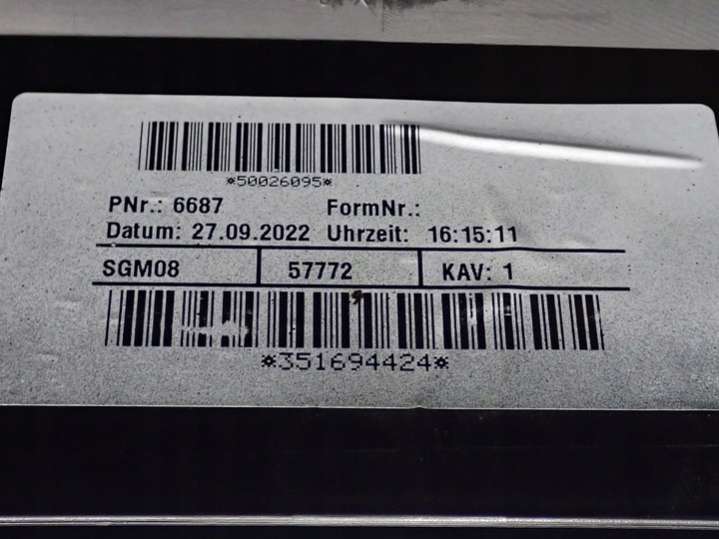 *50026095*
PNr.: 6687 FormNr.:
Datum: 27.09.2022 Uhrzeit: 16:15:11
SGM08 57772 KAV: 1
*351694424*